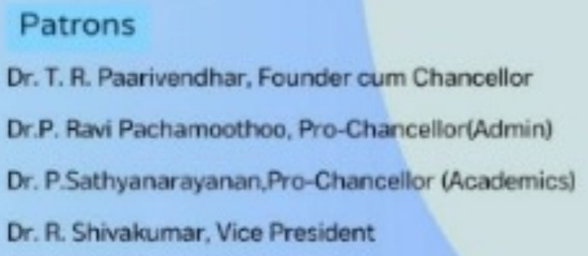 Patrons
Dr. T. R. Paarivendhar, Founder cum Chancellor
Dr.P. Ravi Pachamoothoo, Pro-Chancellor(Admin)
Dr. P.Sathyanarayanan,Pro-Chancellor (Academics)
Dr. R. Shivakumar, Vice President